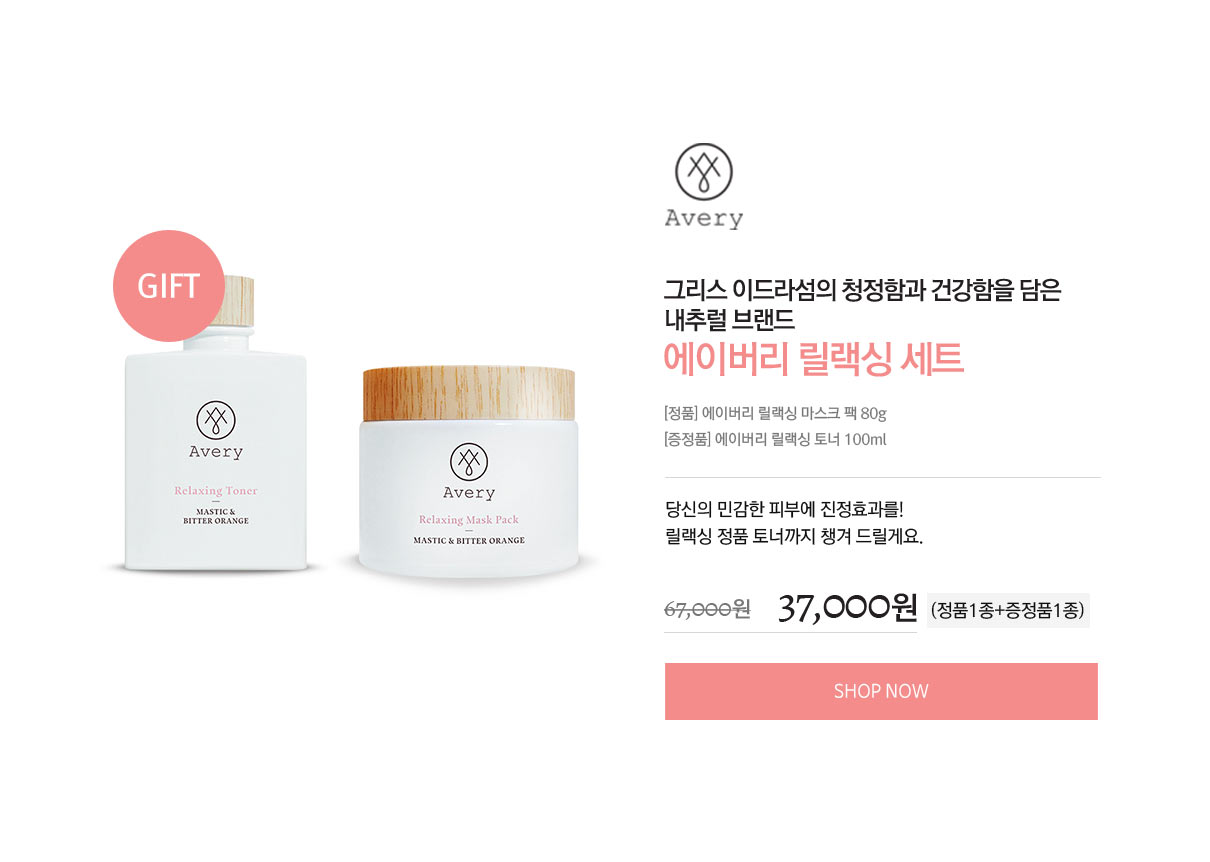 GIFT
Avery
Relaxing Toner
MASTIC &
BITTER ORANGE
Avery
Relaxing Mask Pack
MASTIC & BITTER ORANGE
Avery
그리스 이드라섬의 청정함과 건강함을 담은
내추럴 브랜드
에이버리 릴랙싱 세트
[정품] 에이버리 릴랙싱 마스크 팩 80g
[증정품] 에이버리 릴랙싱 토너 100ml
당신의 민감한 피부에 진정효과를!
릴랙싱 정품 토너까지 챙겨 드릴게요.
67,000원 37,000원 (정품1종+증정품1종)
SHOP NOW